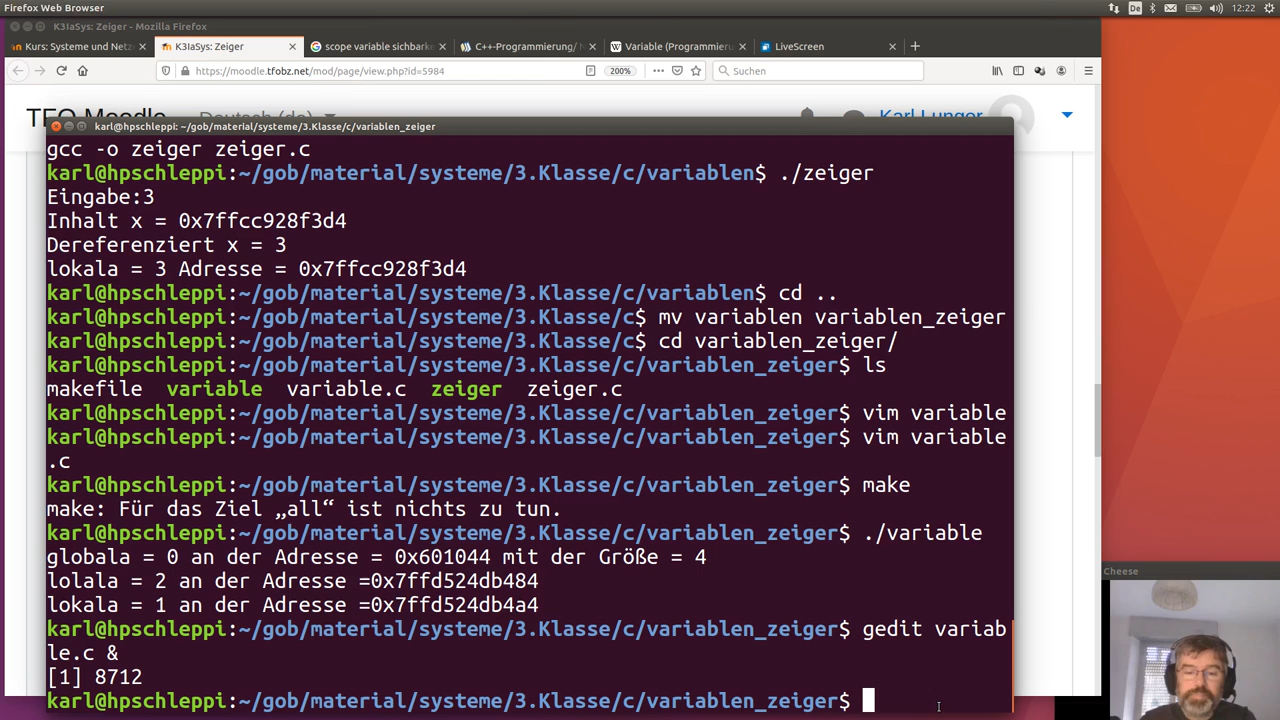 Firefox Web Browser
De
12:22
K3IaSys: Zeiger - Mozilla Firefox
Kurs: Systeme und Netz
K3IaSys: Zeiger
scope variable sichbark
C++-Programmierung/ N
Variable (Programmier
LiveScreen
https://moodle.tfobz.net/mod/page/view.php?id=5984
200%
Suchen
Deutsch (de)
Karl Lunger
karl@hpschleppi: ~/gob/material/systeme/3.Klasse/c/variablen_zeiger
gcc -o zeiger zeiger.c
karl@hpschleppi:~/gob/material/systeme/3.Klasse/c/variablen$ ./zeiger
Eingabe:3
Inhalt x = 0x7ffcc928f3d4
Dereferenziert x = 3
lokala = 3 Adresse = 0x7ffcc928f3d4
karl@hpschleppi:~/gob/material/systeme/3.Klasse/c/variablen$ cd ..
karl@hpschleppi:~/gob/material/systeme/3.Klasse/c$ mv variablen variablen_zeiger
karl@hpschleppi:~/gob/material/systeme/3.Klasse/c$ cd variablen_zeiger/
karl@hpschleppi:~/gob/material/systeme/3.Klasse/c/variablen_zeiger$ ls
makefile variable variable.c zeiger zeiger.c
karl@hpschleppi:~/gob/material/systeme/3.Klasse/c/variablen_zeiger$ vim variable
karl@hpschleppi:~/gob/material/systeme/3.Klasse/c/variablen_zeiger$ vim variable
.c
karl@hpschleppi:~/gob/material/systeme/3.Klasse/c/variablen_zeiger$ make
make: Für das Ziel „all“ ist nichts zu tun.
karl@hpschleppi:~/gob/material/systeme/3.Klasse/c/variablen_zeiger$ ./variable
globala = 0 an der Adresse = 0x601044 mit der Größe = 4
lolala = 2 an der Adresse =0x7ffd524db484
lokala = 1 an der Adresse =0x7ffd524db4a4
karl@hpschleppi:~/gob/material/systeme/3.Klasse/c/variablen_zeiger$ gedit variab
le.c &
[1] 8712
karl@hpschleppi:~/gob/material/systeme/3.Klasse/c/variablen_zeiger$
Cheese